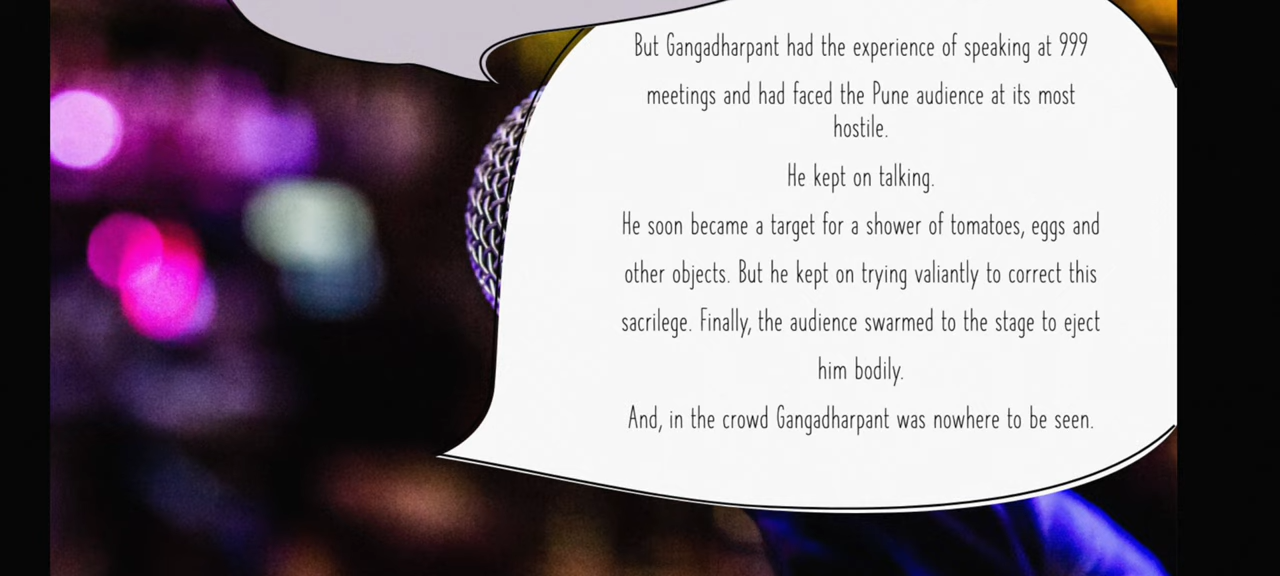 But Gangadharpant had the experience of speaking at 999
meetings and had faced the Pune audience at its most
hostile.
He kept on talking.
He soon became a target for a shower of tomatoes, eggs and
other objects. But he kept on trying valiantly to correct this
sacrilege. Finally, the audience swarmed to the stage to eject
him bodily.
And, in the crowd Gangadharpant was nowhere to be seen.